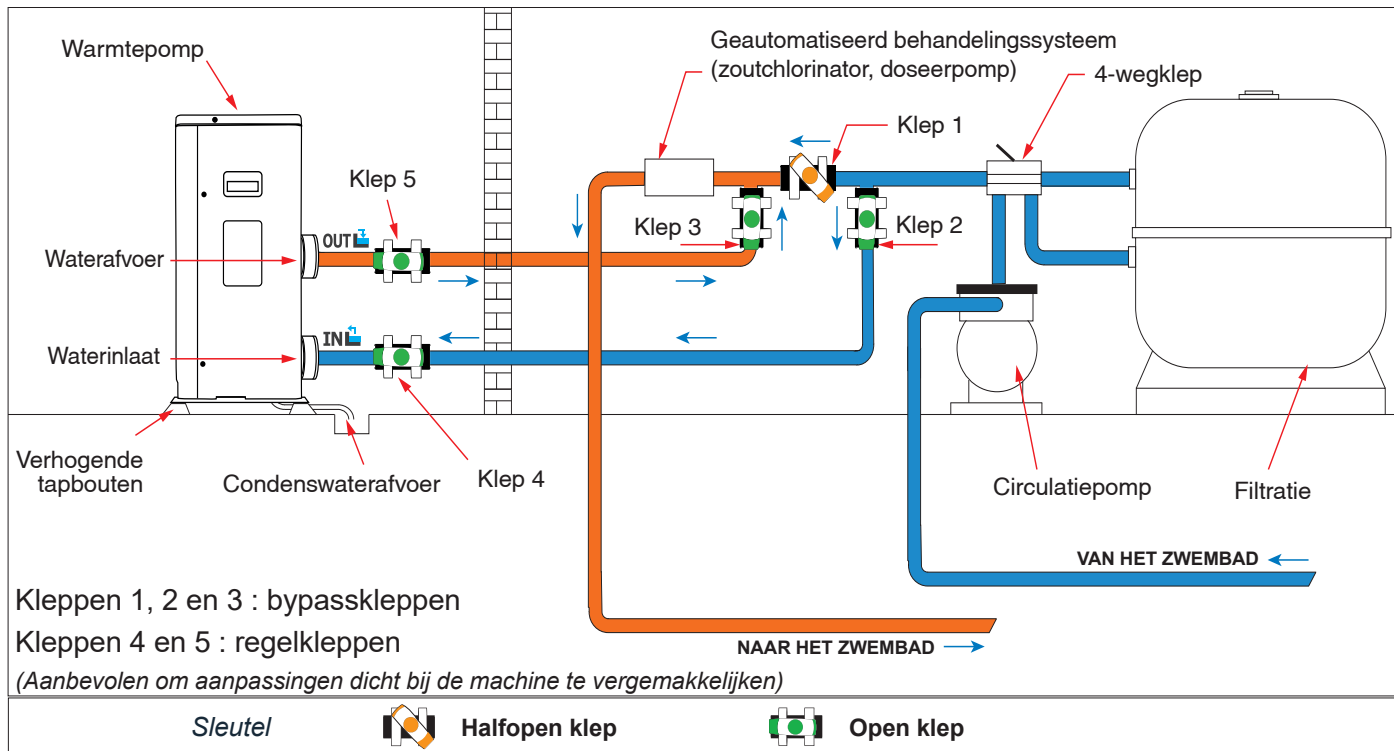 Warmtepomp
Geautomatiseerd behandelingssysteem
(zoutchlorinator, doseerpomp)
4-wegklep
Klep 1
Klep 5
Klep 3
Klep 2
OUT
Waterafvoer
IN
Waterinlaat
Verhogende
tapbouten
Condenswaterafvoer
Klep 4
Circulatiepomp
Filtratie
VAN HET ZWEMBAD
Kleppen 1, 2 en 3 : bypasskleppen
Kleppen 4 en 5 : regelkleppen
NAAR HET ZWEMBAD
(Aanbevolen om aanpassingen dicht bij de machine te vergemakkelijken)
Sleutel
Halfopen klep
Open klep